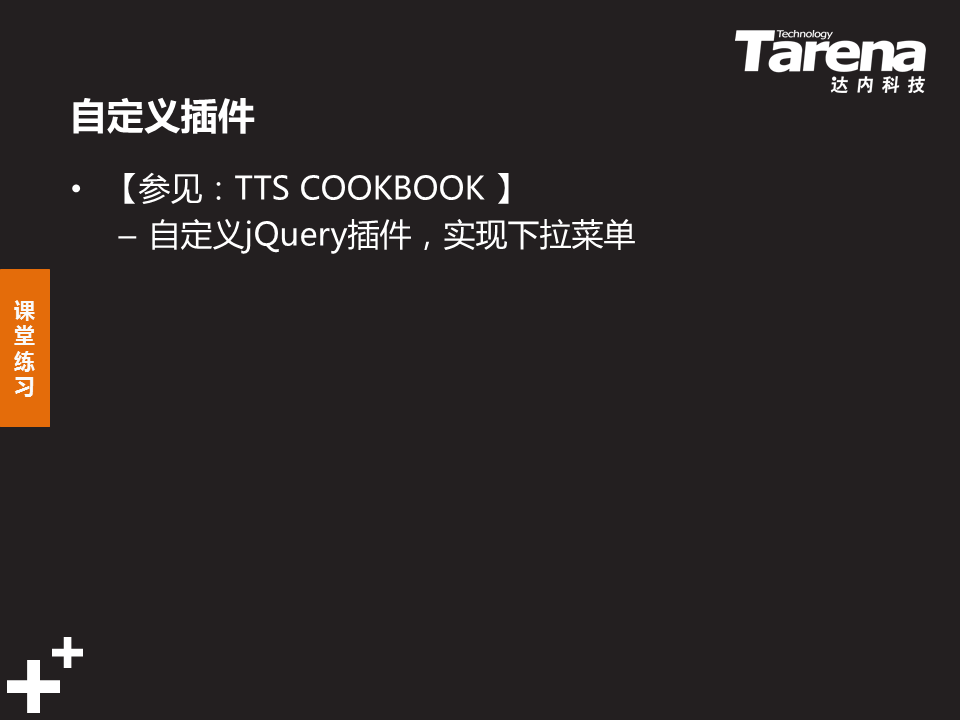 Technology
Tarena
达内科技
自定义插件
• 【参见：TTS COOKBOOK 】
– 自定义jQuery插件，实现下拉菜单
课
堂
练
习